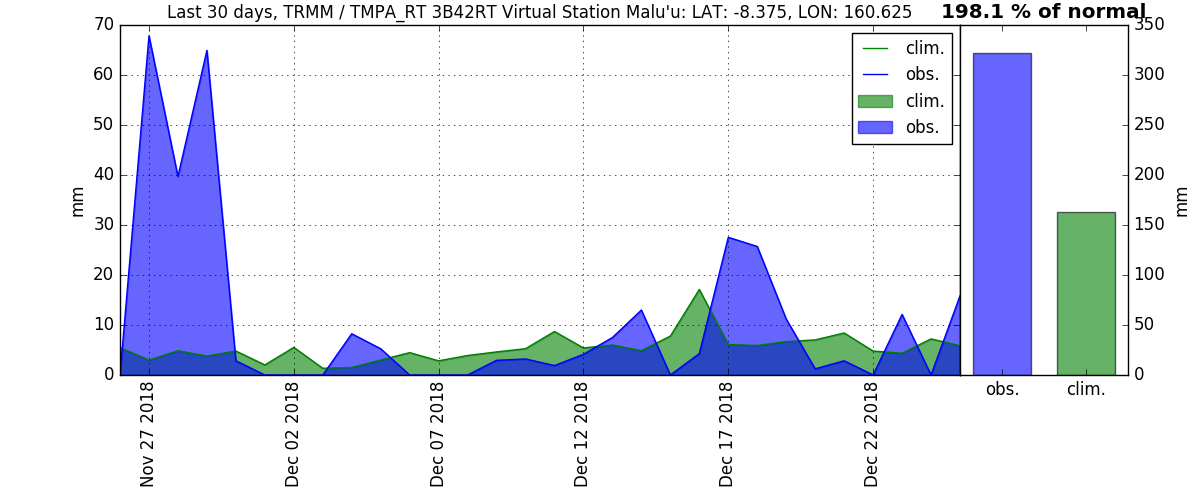 Last 30 days, TRMM / TMPA_RT 3B42RT Virtual Station Malu'u: LAT: -8.375, LON: 160.625
198.1 % of normal
70
60
50
40
30
20
10
0
mm
clim.
obs.
clim.
obs.
350
300
250
200
150
100
50
0
mm
obs.
clim.
Nov 27 2018
Dec 02 2018
Dec 07 2018
Dec 12 2018
Dec 17 2018
Dec 22 2018